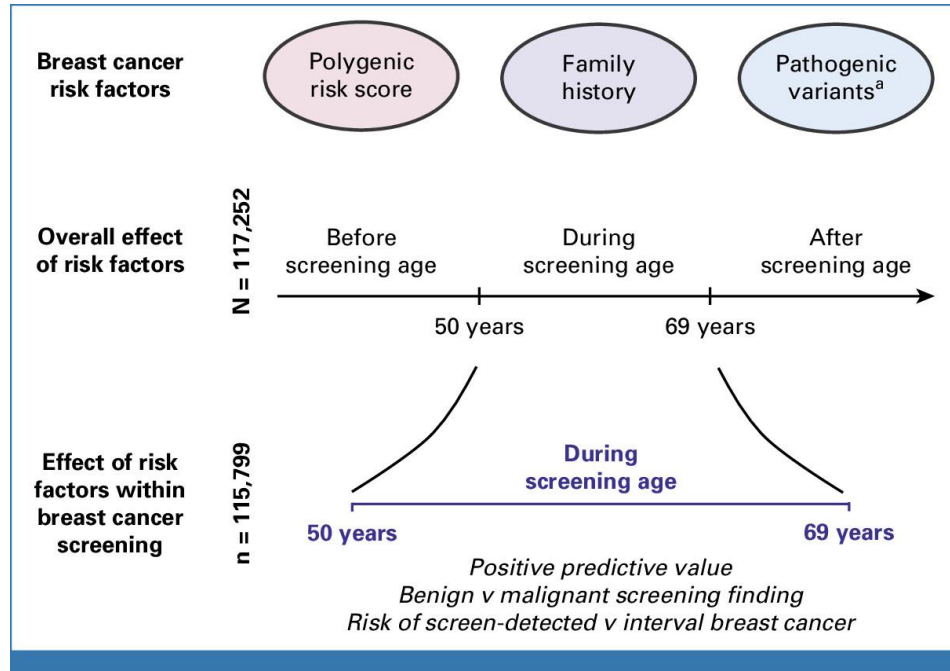 Breast cancer
risk factors
Polygenic
risk score
Family
history
Pathogenic
variantsᵃ
Overall effect
of risk factors
N = 117,252
Before
screening age
During
screening age
After
screening age
50 years
69 years
Effect of risk
factors within
breast cancer
screening
n = 115,799
During
screening age
50 years
69 years
Positive predictive value
Benign v malignant screening finding
Risk of screen-detected v interval breast cancer